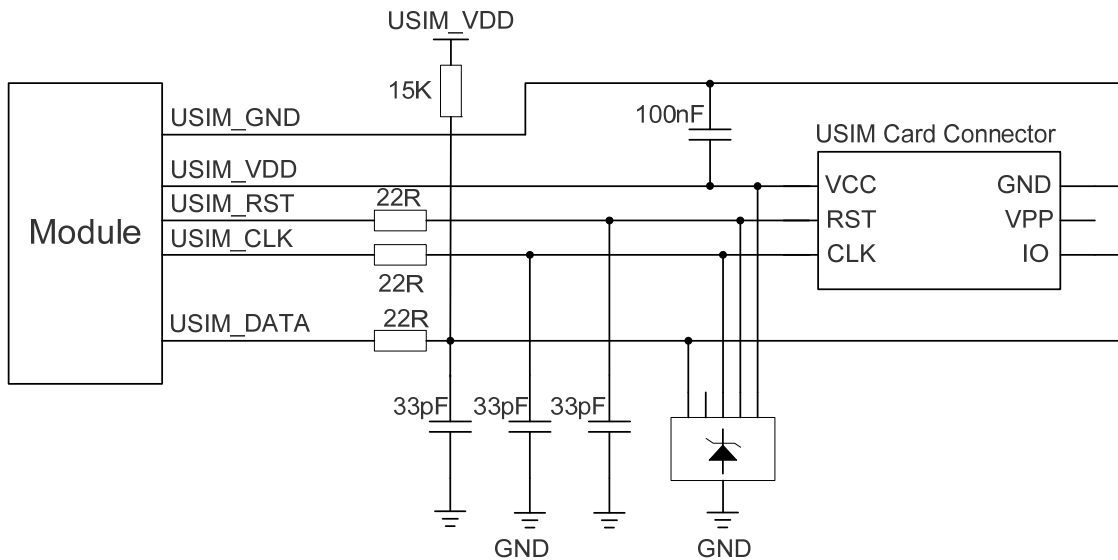 USIM_VDD
15K
100nF
USIM_GND
USIM Card Connector
USIM_VDD
VCC
GND
22R
USIM_RST
RST
VPP
Module
USIM_CLK
CLK
IO
22R
22R
USIM_DATA
33pF
33pF
33pF
GND
GND